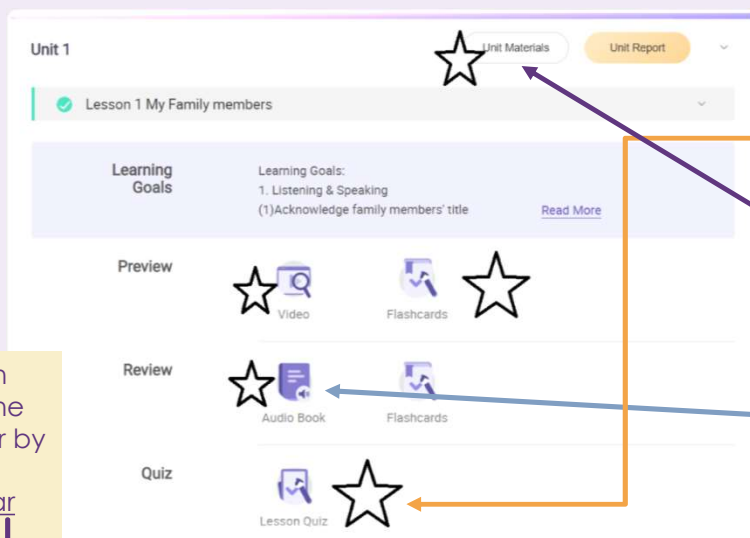 Unit 1
Unit Materials
Unit Report
Lesson 1 My Family members
Learning
Goals
Learning Goals:
1. Listening & Speaking
(1)Acknowledge family members' title
Read More
Preview
Video
Flashcards
Review
Audio Book
Flashcards
Quiz
Lesson Quiz
by